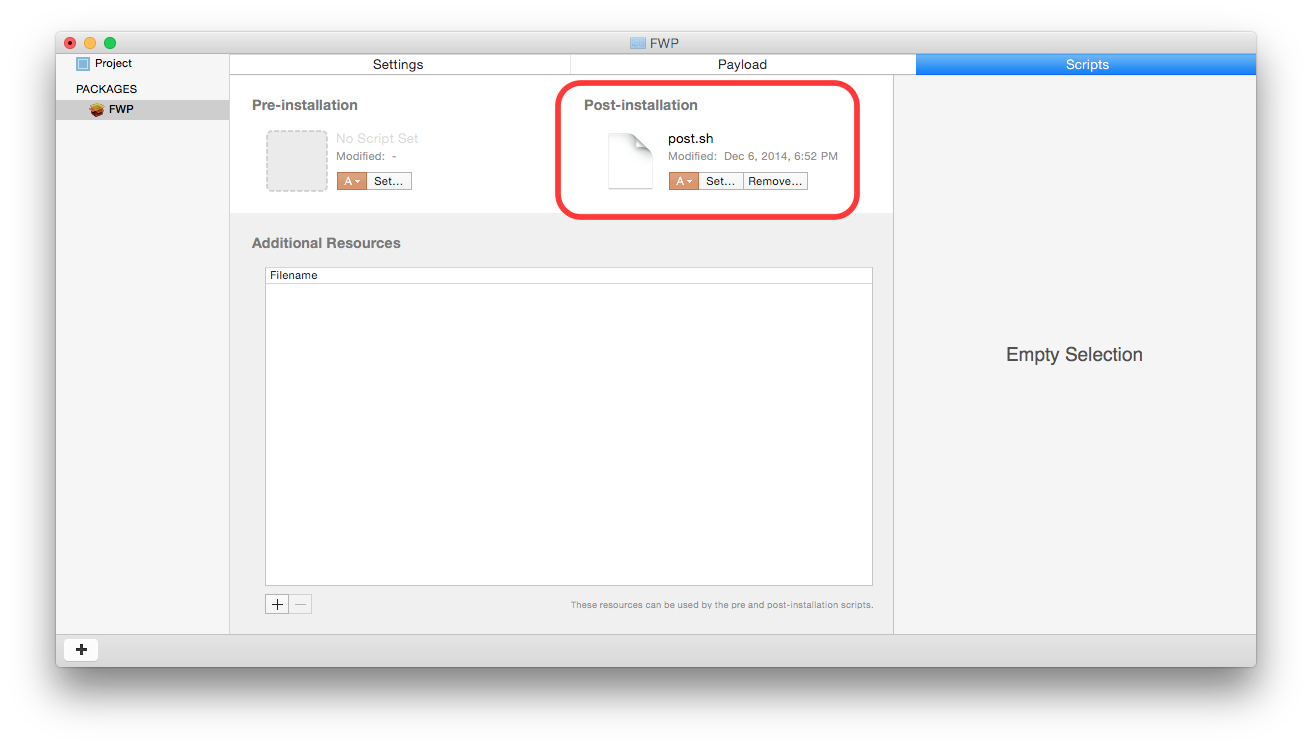 FWP
Project
PACKAGES
FWP
Settings
Payload
Scripts
Pre-installation
No Script Set
Modified: -
A
Set...
Post-installation
post.sh
Modified: Dec 6, 2014, 6:52 PM
A
Set...
Remove...
Additional Resources
Filename
These resources can be used by the pre and post-installation scripts.
Empty Selection